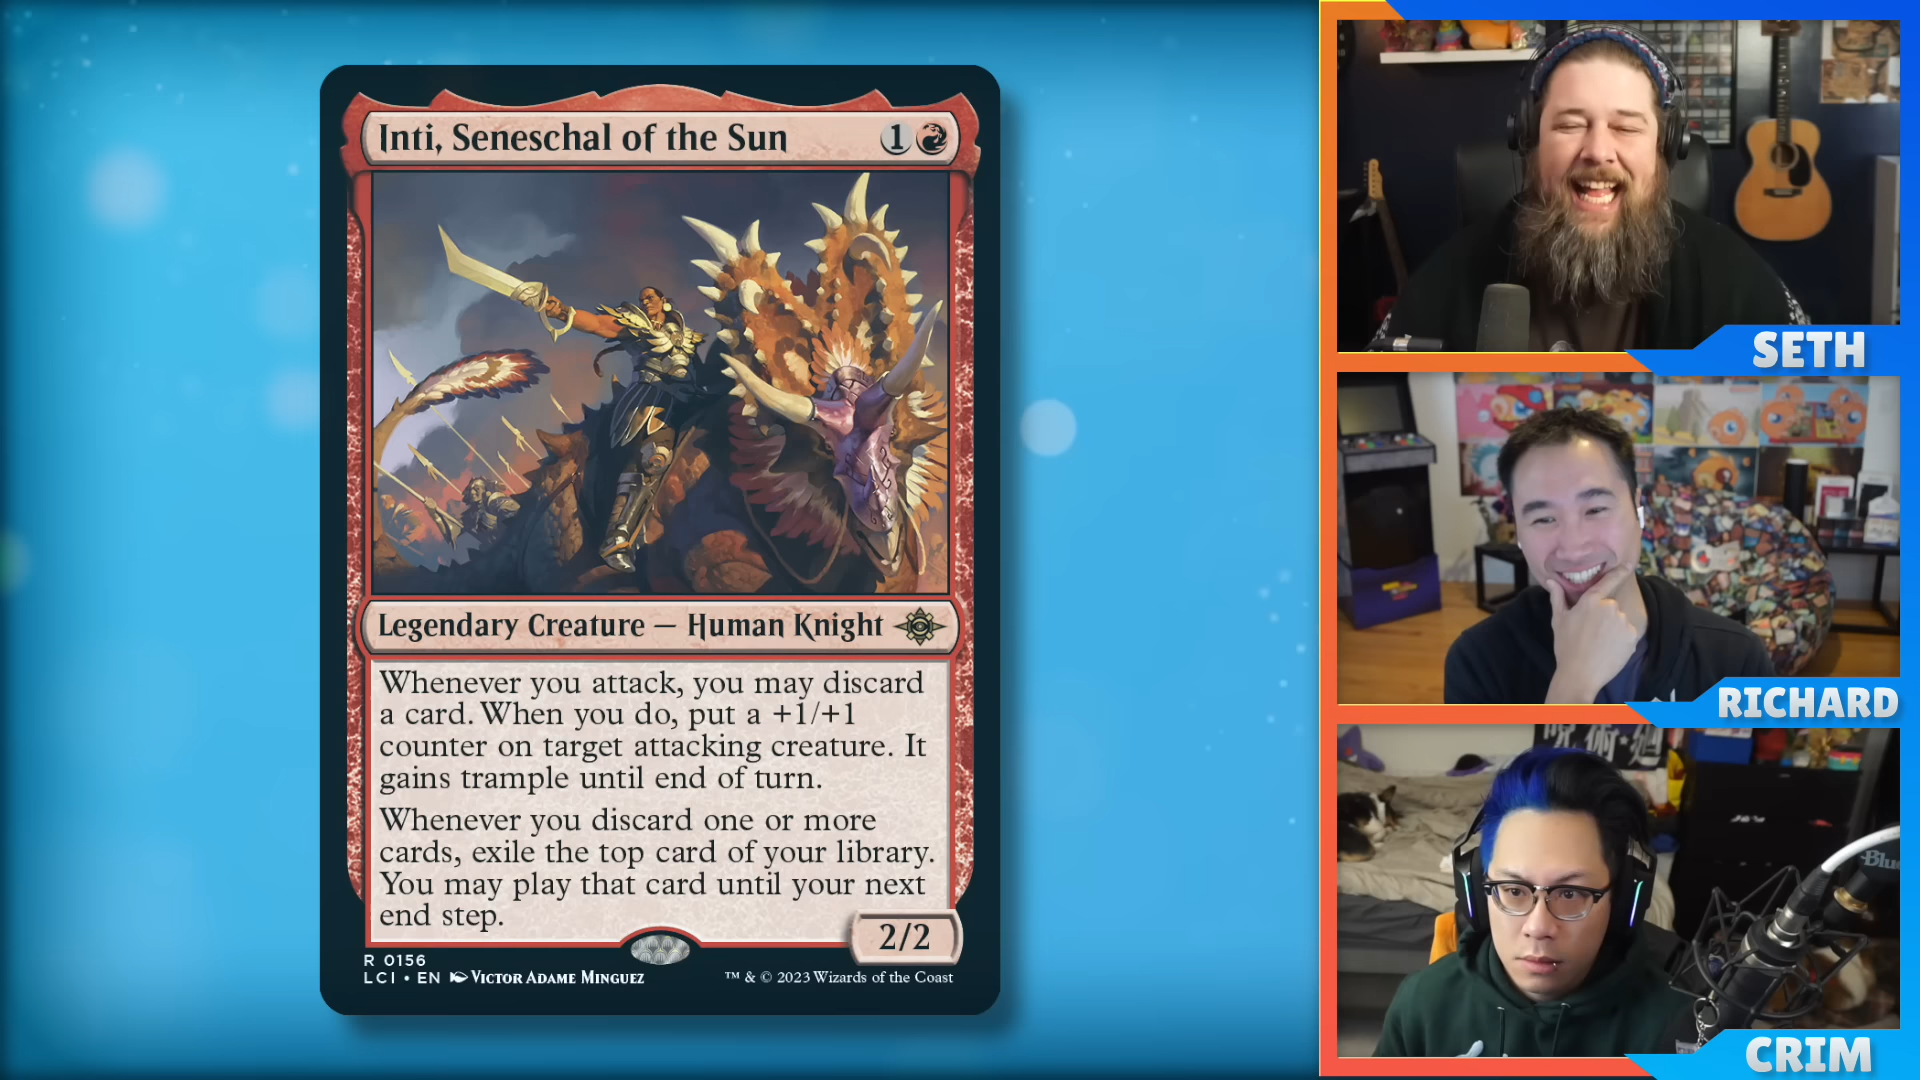 Inti, Seneschal of the Sun 1
Legendary Creature — Human Knight
Whenever you attack, you may discard
a card. When you do, put a +1/+1
counter on target attacking creature. It
gains trample until end of turn.
Whenever you discard one or more
cards, exile the top card of your library.
You may play that card until your next
end step.
2/2
R 0156
LCI • EN Victor Adame Minguez
™ & © 2023 Wizards of the Coast
SETH
RICHARD
呪術廻
Blue
CRIM